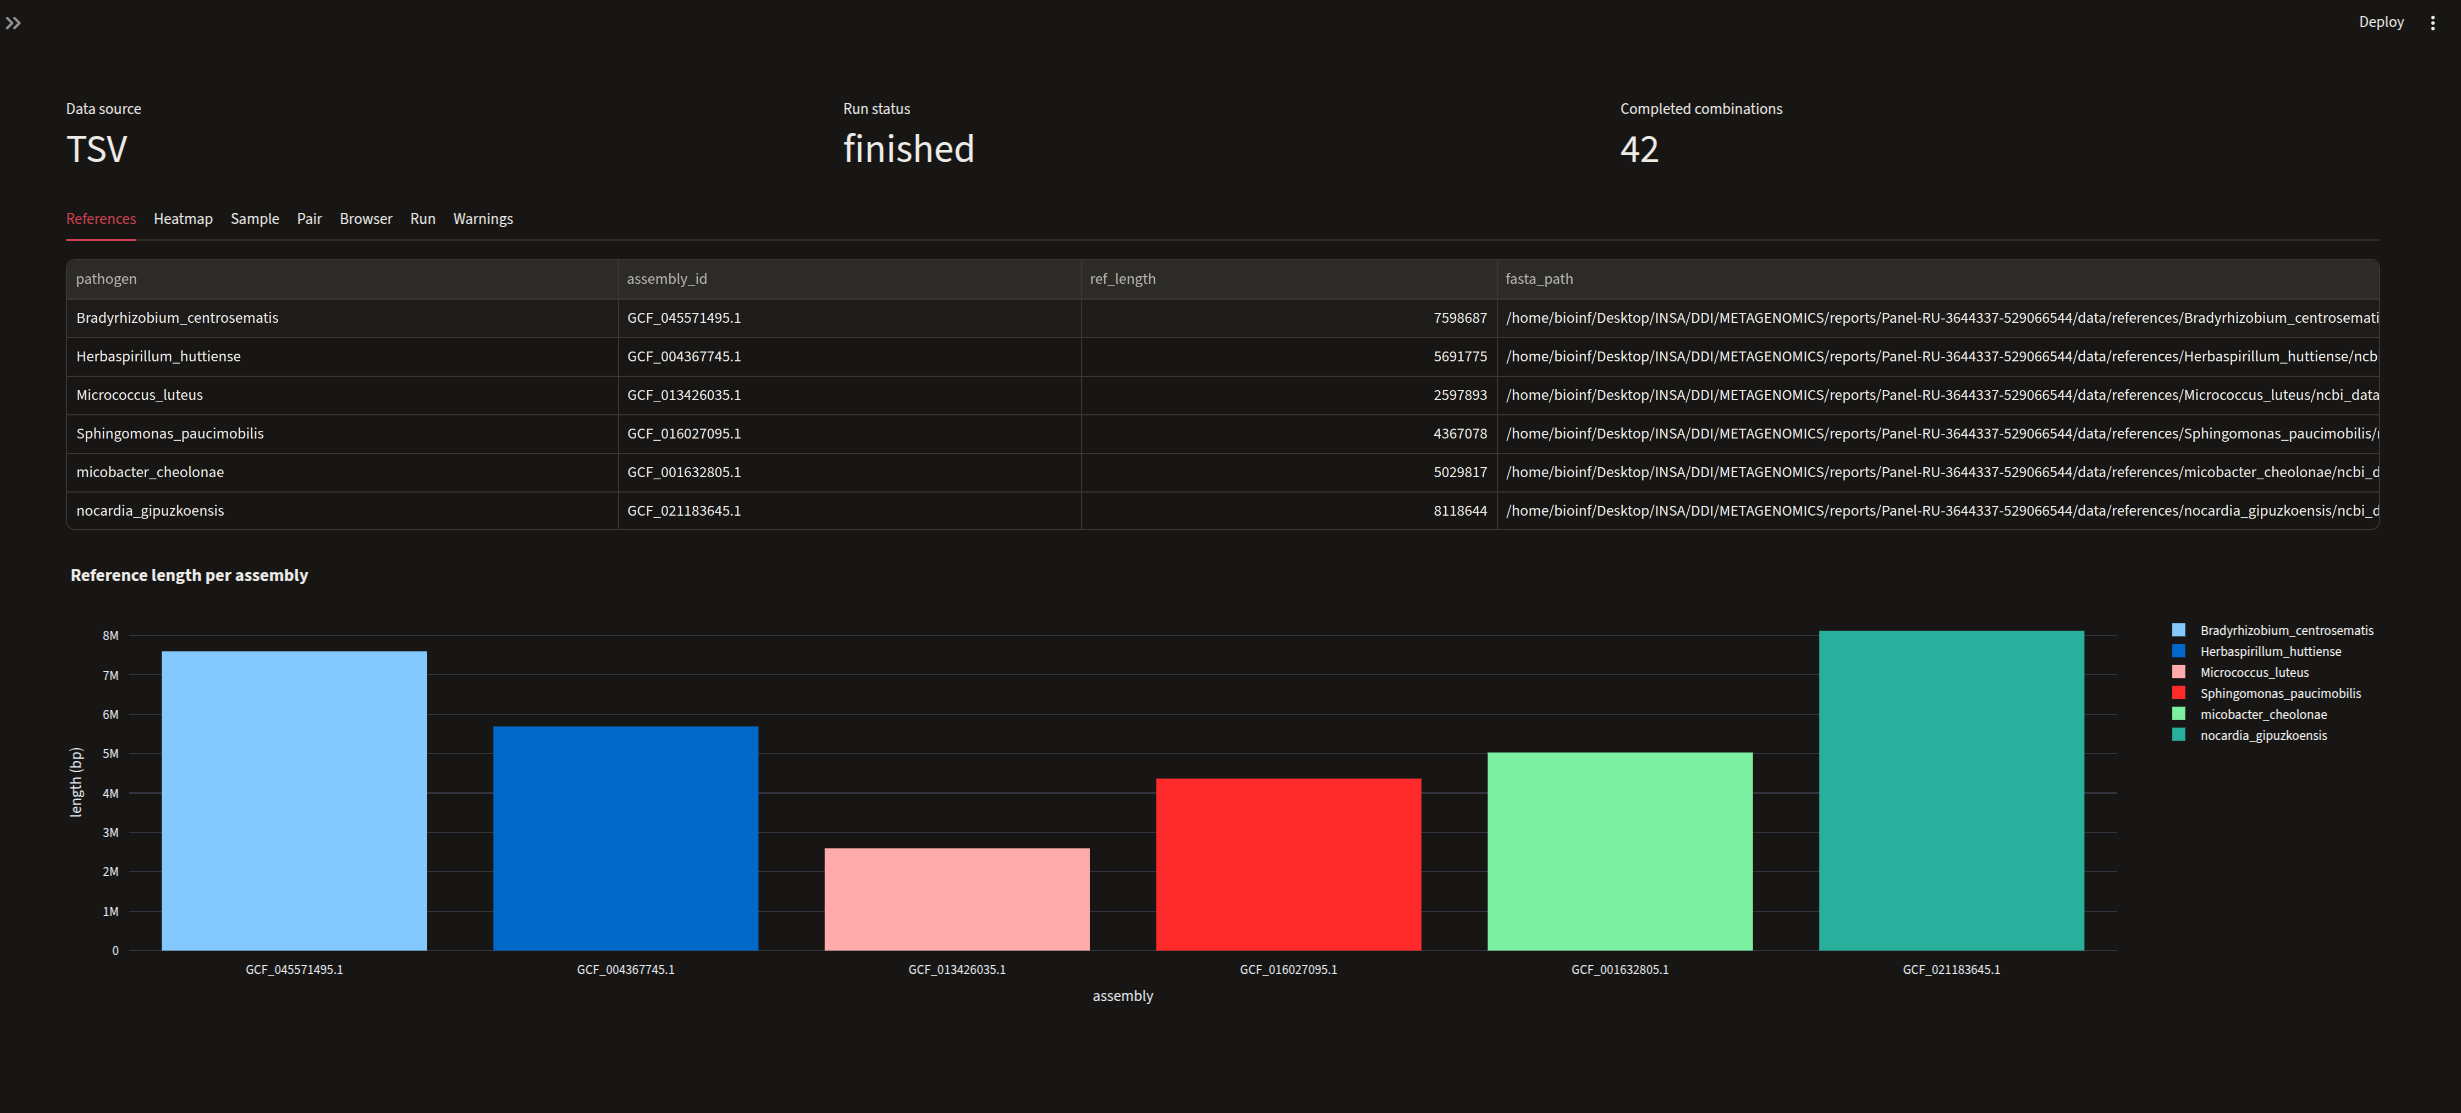 Deploy
Data source Run status Completed combinations
TSV finished 42
References Heatmap Sample Pair Browser Run Warnings
pathogen assembly_id ref_length fasta_path
Bradyrhizobium_centrosematis GCF_045571495.1 7598687 /home/bioinf/Desktop/INSA/DDI/METAGENOMICS/reports/Panel-RU-3644337-529066544/data/references/Bradyrhizobium_centrosemati
Herbaspirillum_huttiense GCF_004367745.1 5691775 /home/bioinf/Desktop/INSA/DDI/METAGENOMICS/reports/Panel-RU-3644337-529066544/data/references/Herbaspirillum_huttiense/ncb
Micrococcus_luteus GCF_013426035.1 2597893 /home/bioinf/Desktop/INSA/DDI/METAGENOMICS/reports/Panel-RU-3644337-529066544/data/references/Micrococcus_luteus/ncbi_data
Sphingomonas_paucimobilis GCF_016027095.1 4367078 /home/bioinf/Desktop/INSA/DDI/METAGENOMICS/reports/Panel-RU-3644337-529066544/data/references/Sphingomonas_paucimobilis/
micobacter_cheolonae GCF_001632805.1 5029817 /home/bioinf/Desktop/INSA/DDI/METAGENOMICS/reports/Panel-RU-3644337-529066544/data/references/micobacter_cheolonae/ncbi_d
nocardia_gipuzkoensis GCF_021183645.1 8118644 /home/bioinf/Desktop/INSA/DDI/METAGENOMICS/reports/Panel-RU-3644337-529066544/data/references/nocardia_gipuzkoensis/ncbi_d
Reference length per assembly
8M
7M
6M
5M
4M
3M
2M
1M
0
length (bp)
GCF_045571495.1 GCF_004367745.1 GCF_013426035.1 GCF_016027095.1 GCF_001632805.1 GCF_021183645.1
assembly
Bradyrhizobium_centrosematis
Herbaspirillum_huttiense
Micrococcus_luteus
Sphingomonas_paucimobilis
micobacter_cheolonae
nocardia_gipuzkoensis